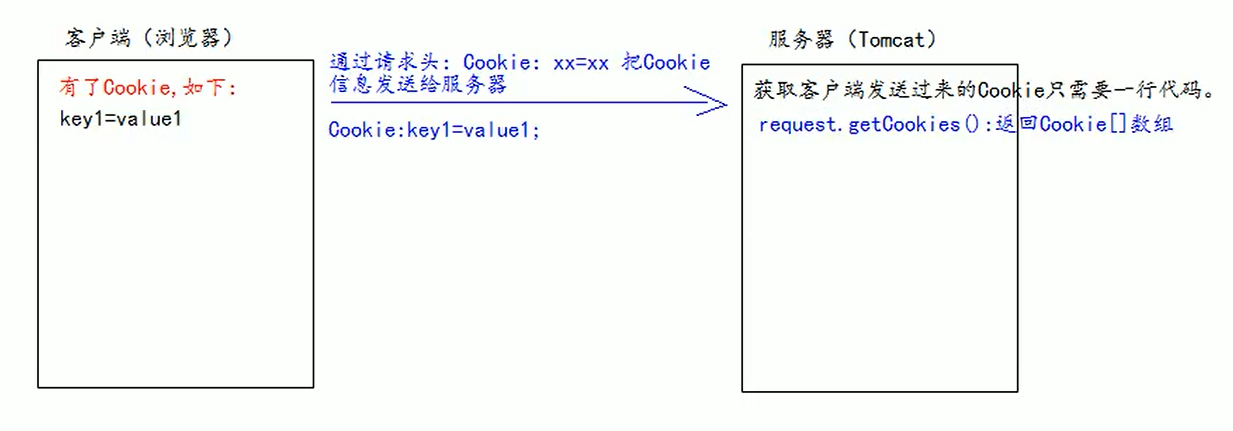 客户端（浏览器）
有了Cookie,如下:
key1=value1
通过请求头: Cookie: xx=xx 把Cookie
信息发送给服务器
Cookie:key1=value1;
服务器（Tomcat）
获取客户端发送过来的Cookie只需要一行代码。
request.getCookies():返回Cookie[]数组